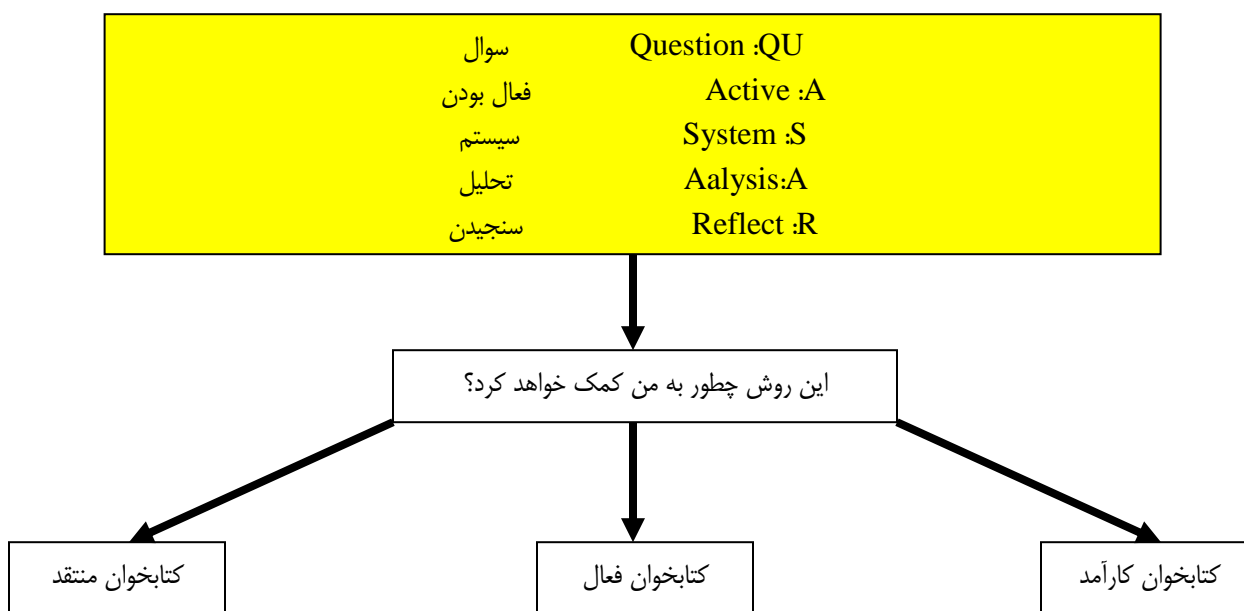 QU: Question سوال
A: Active فعال بودن
S: System سیستم
A:Aalysis تحلیل
R: Reflect سنجیدن
این روش چطور به من کمک خواهد کرد؟
کتابخوان کارآمد
کتابخوان فعال
کتابخوان منتقد